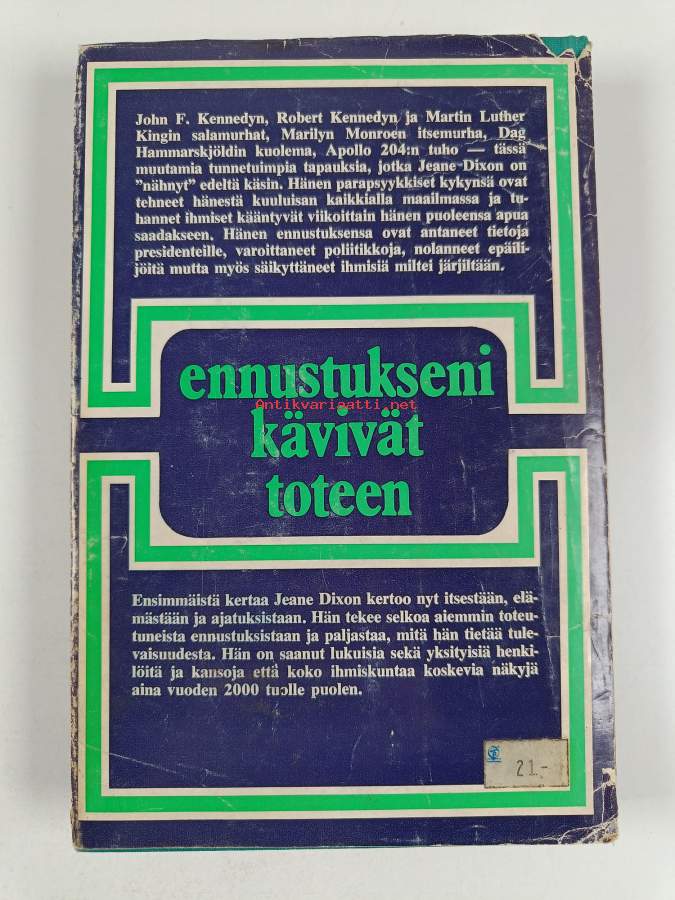 John F. Kennedyn, Robert Kennedyn ja Martin Luther
Kingin salamurhat, Marilyn Monroen itsemurha, Dag
Hammarskjöldin kuolema, Apollo 204:n tuho — tässä
muutamia tunnetuimpia tapauksia, jotka Jeane Dixon on
"nähnyt" edeltä käsin. Hänen parapsyykkiset kykynsä ovat
tehneet hänestä kuuluisan kaikkialla maailmassa ja tu-
hannet ihmiset kääntyvät viikoittain hänen puoleensa apua
saadakseen. Hänen ennustuksensa ovat antaneet tietoja
presidenteille, varoittaneet poliitikkoja, nolanneet epäili-
jöitä mutta myös säikyttäneet ihmisiä miltei järjiltään.
ennustukseni
Antikvariaatti.net
kävivät
toteen
Ensimmäistä kertaa Jeane Dixon kertoo nyt itsestään, elä-
mästään ja ajatuksistaan. Hän tekee selkoa aiemmin toteu-
tuneista ennustuksistaan ja paljastaa, mitä hän tietää tule-
vaisuudesta. Hän on saanut lukuisia sekä yksityisiä henki-
löitä ja kansoja että koko ihmiskuntaa koskevia näkyjä
aina vuoden 2000 tuolle puolen.
21.-